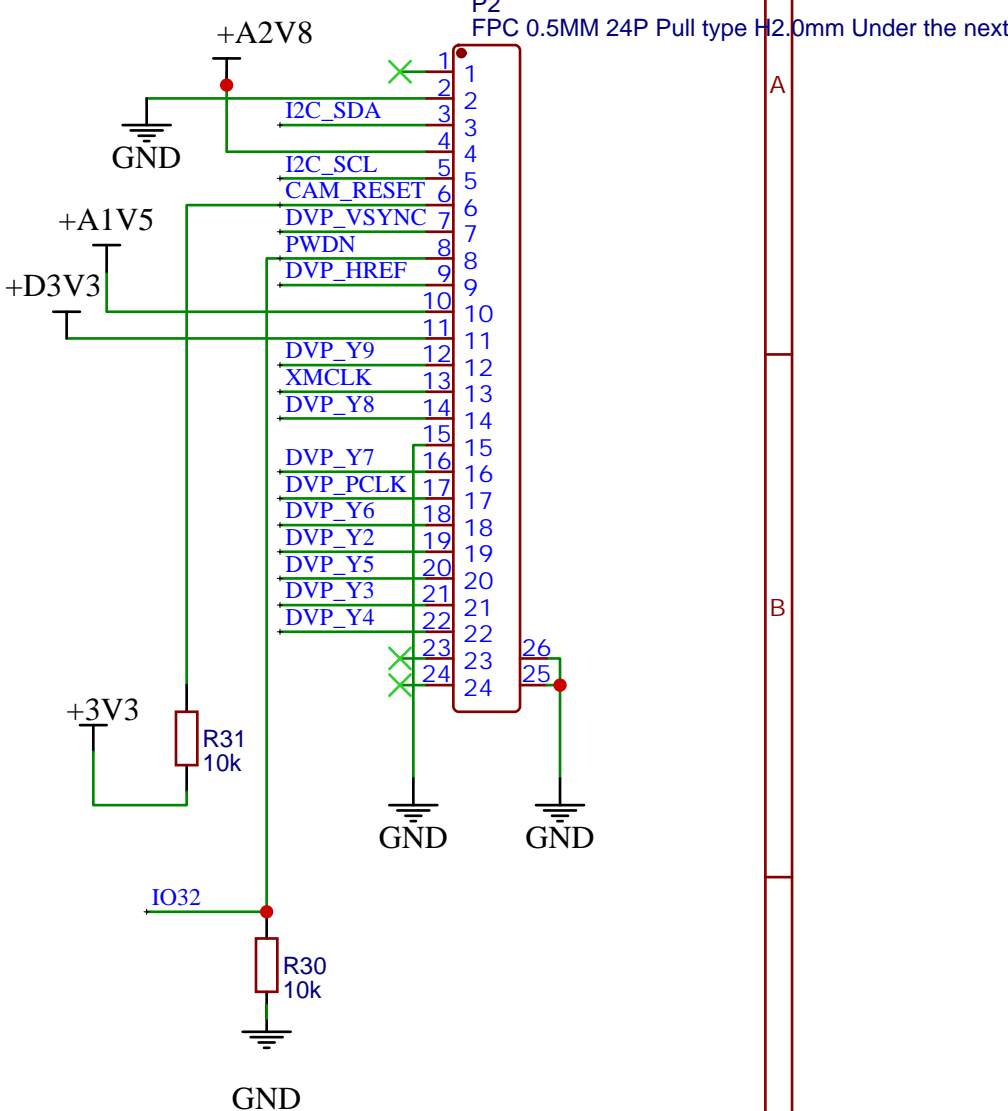 P2
FPC 0.5MM 24P Pull type H2.0mm Under the next
+A2V8
A
1 1
2 2
I2C_SDA 3 3
4 4
GND
I2C_SCL 5 5
CAM_RESET 6 6
+A1V5
DVP_VSYNC 7 7
PWDN 8 8
DVP_HREF 9 9
+D3V3
10 10
11 11
DVP_Y9 12 12
XMCLK 13 13
DVP_Y8 14 14
15 15
DVP_Y7 16 16
DVP_PCLK 17 17
DVP_Y6 18 18
DVP_Y2 19 19
DVP_Y5 20 20
DVP_Y3 21 21
B
DVP_Y4 22 22
23 23 26
24 24 25
+3V3
R31
10k
GND GND
IO32
R30
10k
GND